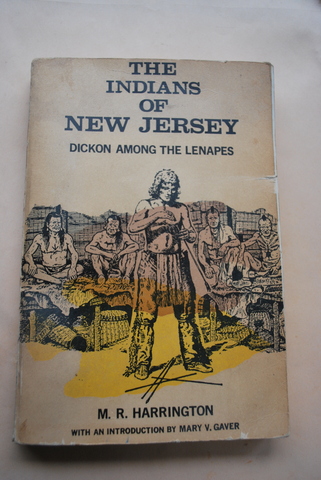 THE
INDIANS
OF
NEW JERSEY
DICKON AMONG THE LENAPES
M. R. HARRINGTON
WITH AN INTRODUCTION BY MARY V. GAVER